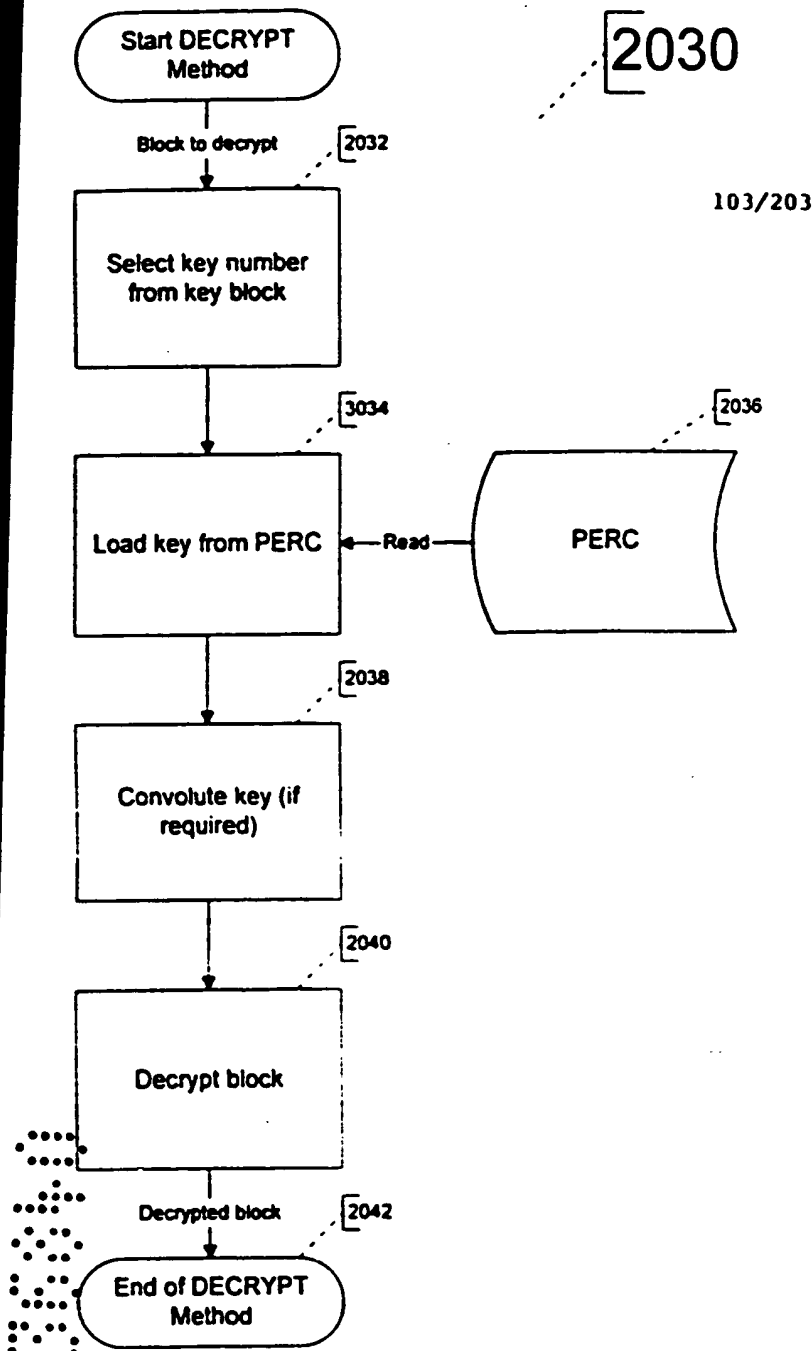 Start DECRYPT
Method
2030
Block to decrypt
2032
103/203
Select key number
from key block
3034
2036
Load key from PERC
Read
PERC
2038
Convolute key (if
required)
2040
Decrypt block
Decrypted block
2042
End of DECRYPT
Method